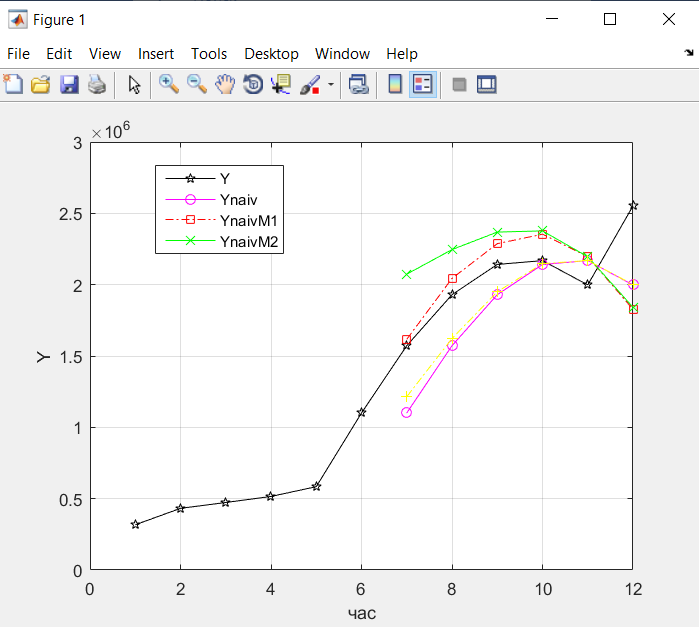 Figure 1
File Edit View Insert Tools Desktop Window Help
×10^6
3
2.5
2
1.5
1
0.5
0
Y
Y
Ynaiv
YnaivM1
YnaivM2
0 2 4 6 8 10 12
час